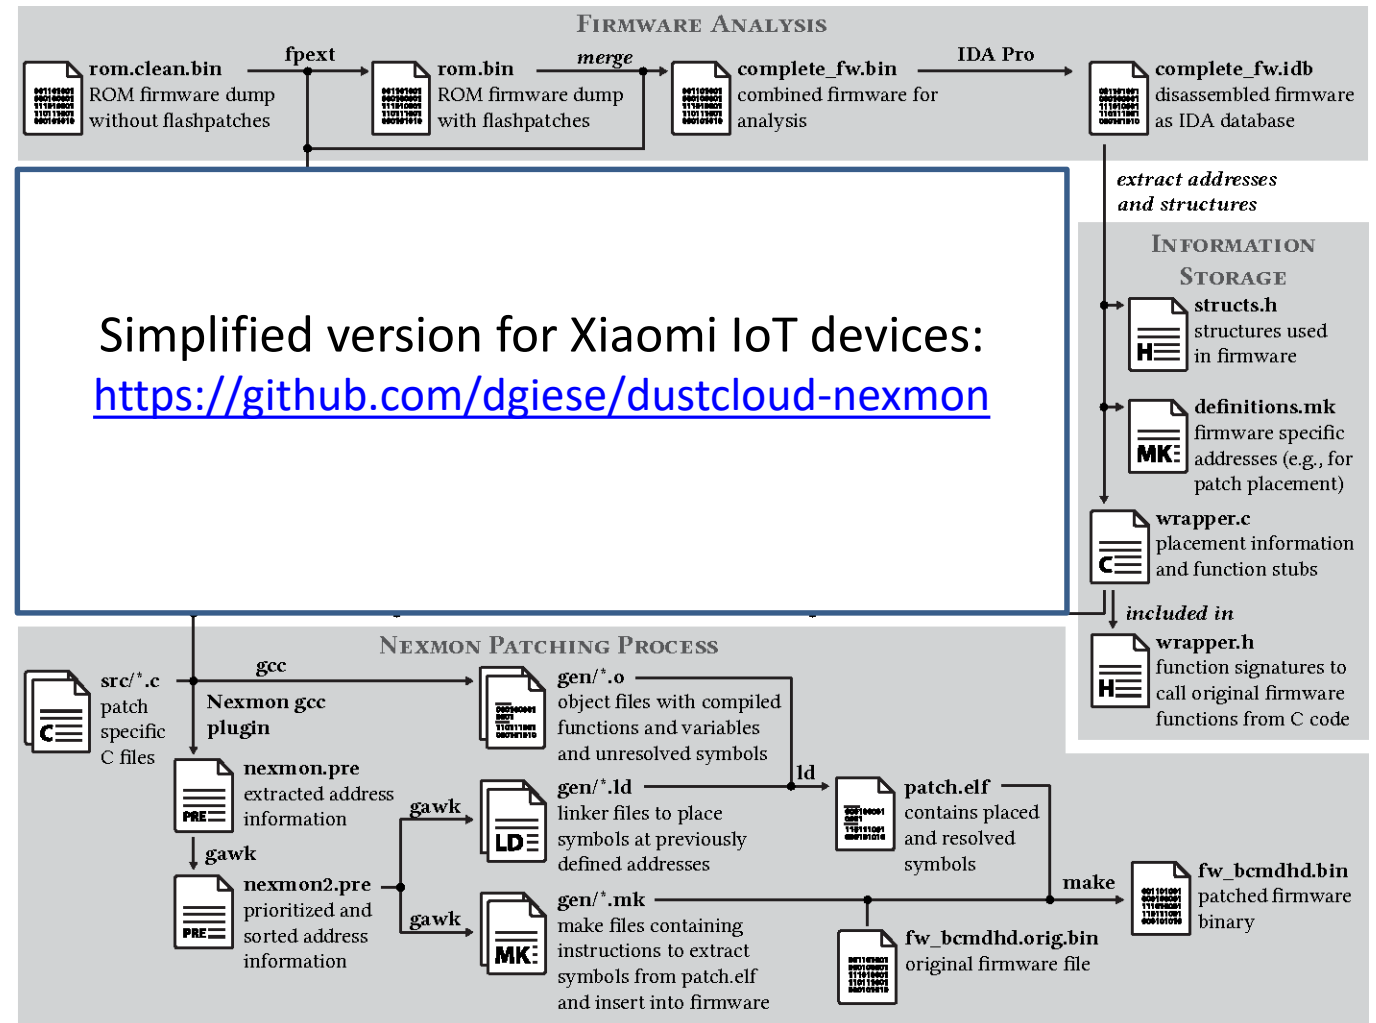 FIRMWARE ANALYSIS
fpext
merge
IDA Pro
rom.clean.bin
ROM firmware dump
without flashpatches
rom.bin
ROM firmware dump
with flashpatches
complete_fw.bin
combined firmware for
analysis
complete_fw.idb
disassembled firmware
as IDA database
extract addresses
and structures
Simplified version for Xiaomi IoT devices:
https://github.com/dgiese/dustcloud-nexmon
INFORMATION
STORAGE
structs.h
structures used
in firmware
H
definitions.mk
firmware specific
addresses (e.g., for
patch placement)
MK
wrapper.c
placement information
and function stubs
C
included in
wrapper.h
function signatures to
call original firmware
functions from C code
H
NEXMON PATCHING PROCESS
src/*.c
patch
specific
C files
C
gcc
Nexmon gcc
plugin
gen/*.o
object files with compiled
functions and variables
and unresolved symbols
nexmon.pre
extracted address
information
PRE
gawk
gawk
gen/*.ld
linker files to place
symbols at previously
defined addresses
LD
ld
patch.elf
contains placed
and resolved
symbols
nexmon2.pre
prioritized and
sorted address
information
PRE
gawk
gen/*.mk
make files containing
instructions to extract
symbols from patch.elf
and insert into firmware
MK
make
fw_bcmdhd.orig.bin
original firmware file
fw_bcmdhd.bin
patched firmware
binary